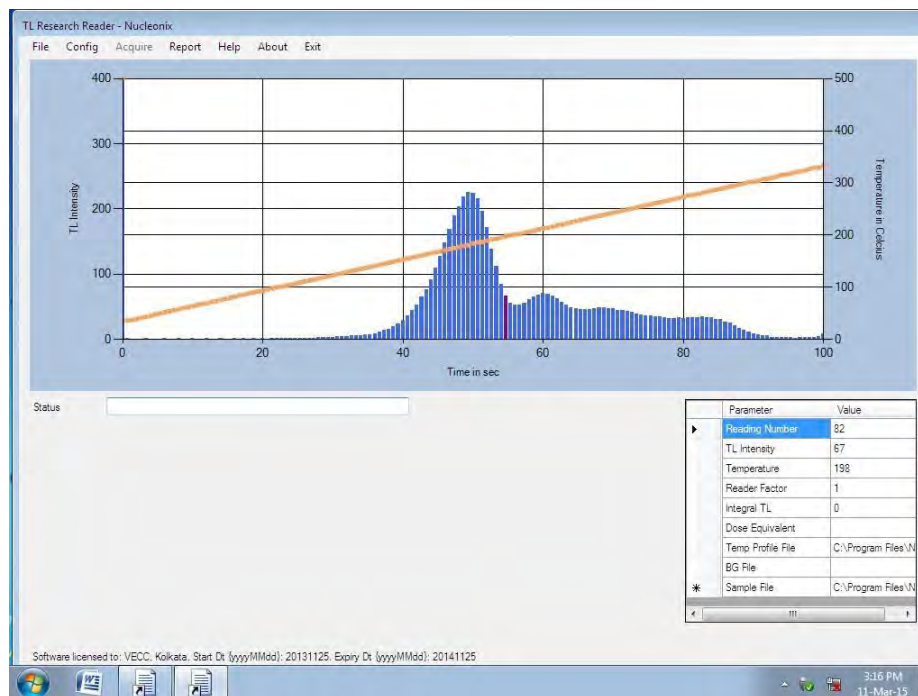 TL Research Reader - Nucleonix
File Config Acquire Report Help About Exit
400
300
200
100
0
TL Intensity
500
400
300
200
100
0
Temperature in Celcius
0 20 40 60 80 100
Time in sec
Status
Parameter Value
Reading Number 82
TL Intensity 67
Temperature 198
Reader Factor 1
Integral TL 0
Dose Equivalent
Temp Profile File C:\Program Files\N
BG File
Sample File C:\Program Files\N
Software licensed to: VECC, Kolkata, Start Dt {yyyyMMdd}: 20131125, Expiry Dt {yyyyMMdd}: 20141125
3:16 PM
11-Mar-15